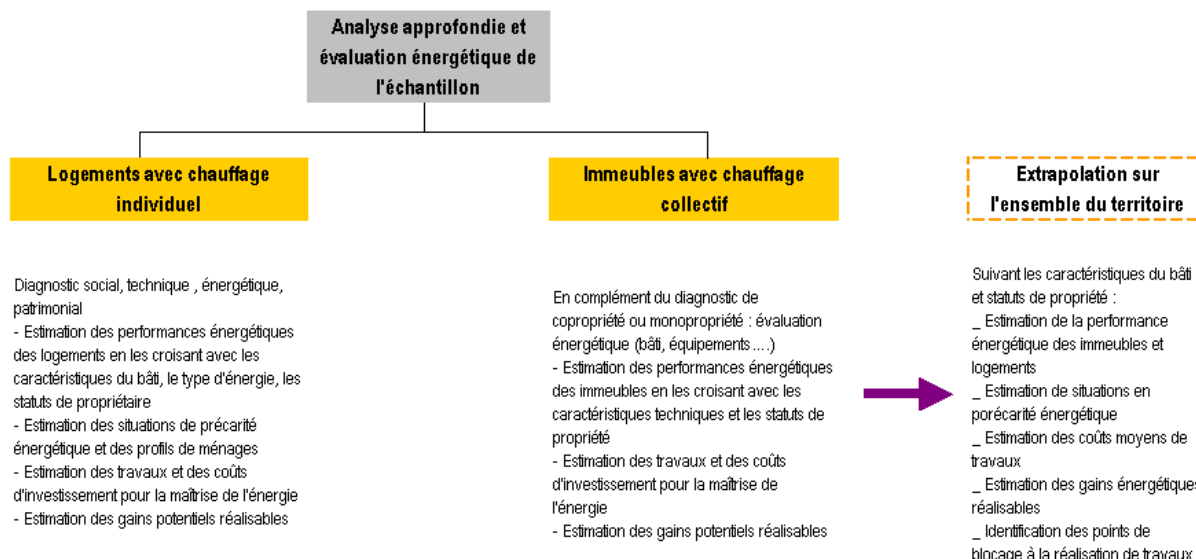 Analyse approfondie et
évaluation énergétique de
l'échantillon
Logements avec chauffage
individuel
Immeubles avec chauffage
collectif
Extrapolation sur
l'ensemble du territoire
Diagnostic social, technique , énergétique,
patrimonial
- Estimation des performances énergétiques
des logements en les croisant avec les
caractéristiques du bâti, le type d'énergie, les
statuts de propriétaire
- Estimation des situations de précarité
énergétique et des profils de ménages
- Estimation des travaux et des coûts
d'investissement pour la maîtrise de l'énergie
- Estimation des gains potentiels réalisables
En complément du diagnostic de
copropriété ou monopropriété : évaluation
énergétique (bâti, équipements....)
- Estimation des performances énergétiques
des immeubles en les croisant avec les
caractéristiques techniques et les statuts de
propriété
- Estimation des travaux et des coûts
d'investissement pour la maîtrise de
l'énergie
- Estimation des gains potentiels réalisables
Suivant les caractéristiques du bâti
et statuts de propriété :
_ Estimation de la performance
énergétique des immeubles et
logements
_ Estimation de situations en
porécarité énergétique
_ Estimation des coûts moyens de
travaux
_ Estimation des gains énergétiques
réalisables
_ Identification des points de
blocage à la réalisation de travaux